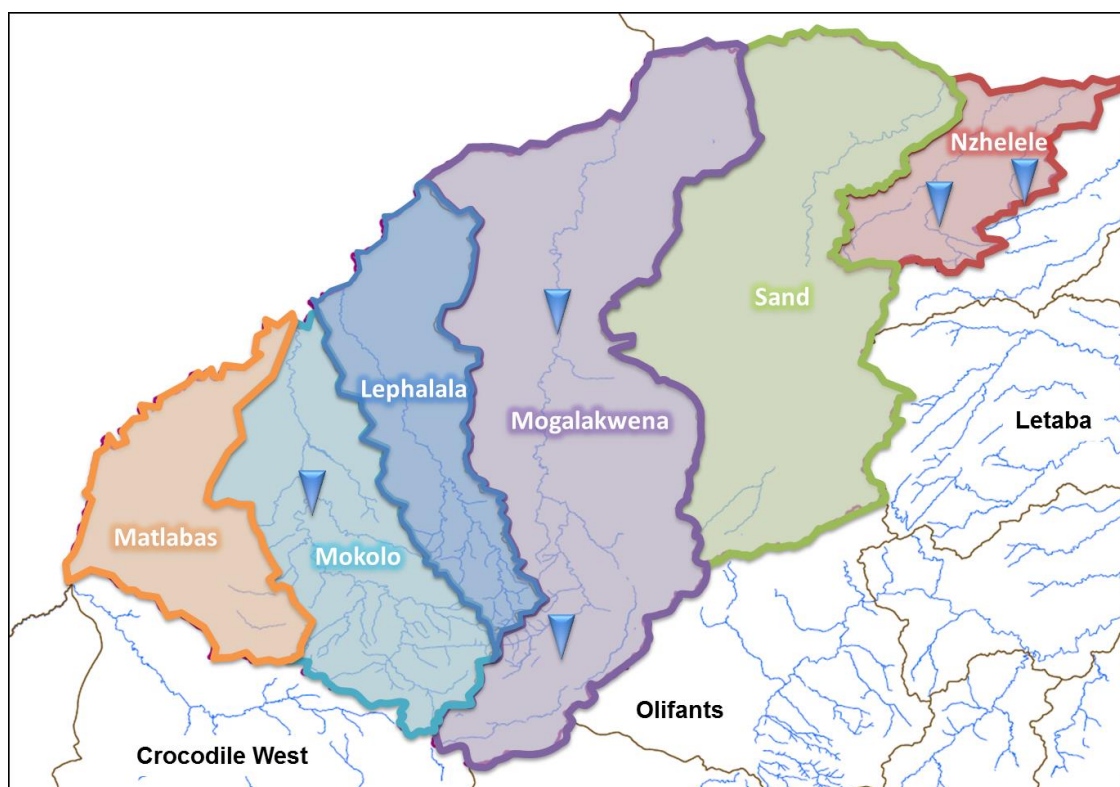 Nzhelele
Sand
Lephalala
Mogalakwena
Letaba
Matlabas
Mokolo
Olifants
Crocodile West